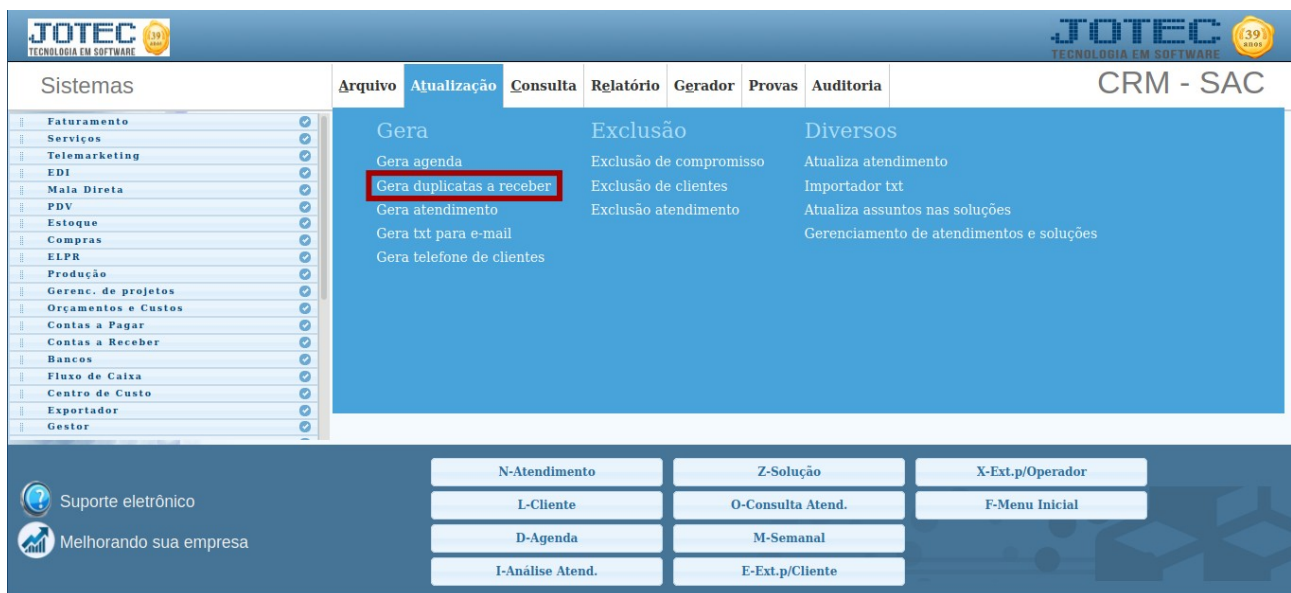 JOTEC
39
anos
TECNOLOGIA EM SOFTWARE
JOTEC
39
anos
TECNOLOGIA EM SOFTWARE
Sistemas
Arquivo Atualização Consulta Relatório Gerador Provas Auditoria
CRM - SAC
Faturamento
Serviços
Telemarketing
EDI
Mala Direta
PDV
Estoque
Compras
ELPR
Produção
Gerenc. de projetos
Orçamentos e Custos
Contas a Pagar
Contas a Receber
Bancos
Fluxo de Caixa
Centro de Custo
Exportador
Gestor
Gera
Gera agenda
Gera duplicatas a receber
Gera atendimento
Gera txt para e-mail
Gera telefone de clientes
Exclusão
Exclusão de compromisso
Exclusão de clientes
Exclusão atendimento
Diversos
Atualiza atendimento
Importador txt
Atualiza assuntos nas soluções
Gerenciamento de atendimentos e soluções
Suporte eletrônico
Melhorando sua empresa
N-Atendimento Z-Solução X-Ext.p/Operador
L-Cliente O-Consulta Atend. F-Menu Inicial
D-Agenda M-Semanal
I-Análise Atend. E-Ext.p/Cliente